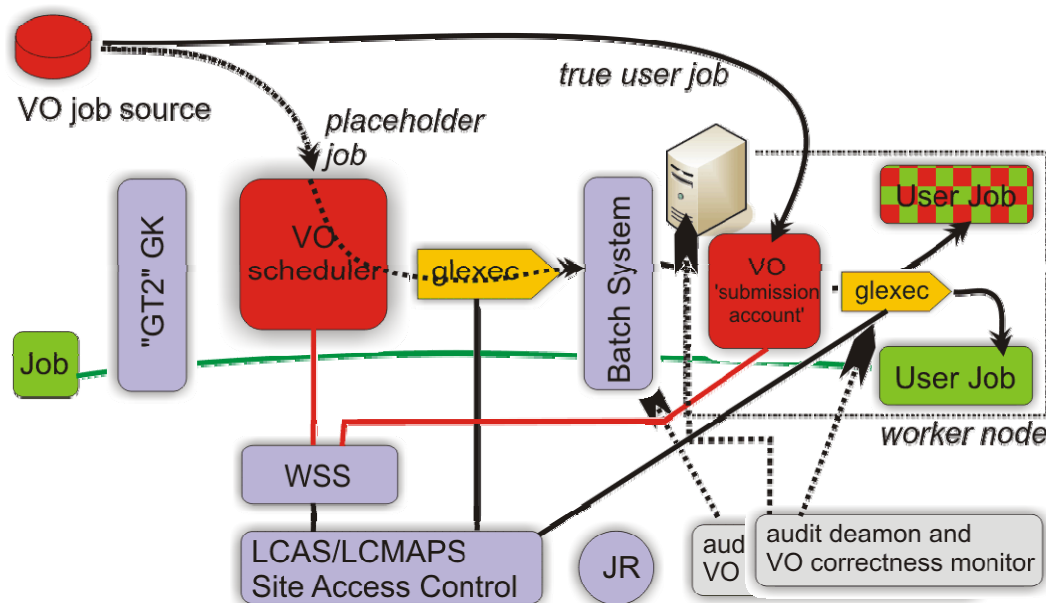 VO job source
true user job
placeholder
job
"GT2" GK
VO
scheduler
glexec
Batch System
VO
'submission
account'
glexec
User Job
Job
User Job
worker node
WSS
LCAS/LCMAPS
Site Access Control
JR
aud
VO
audit deamon and
VO correctness monitor